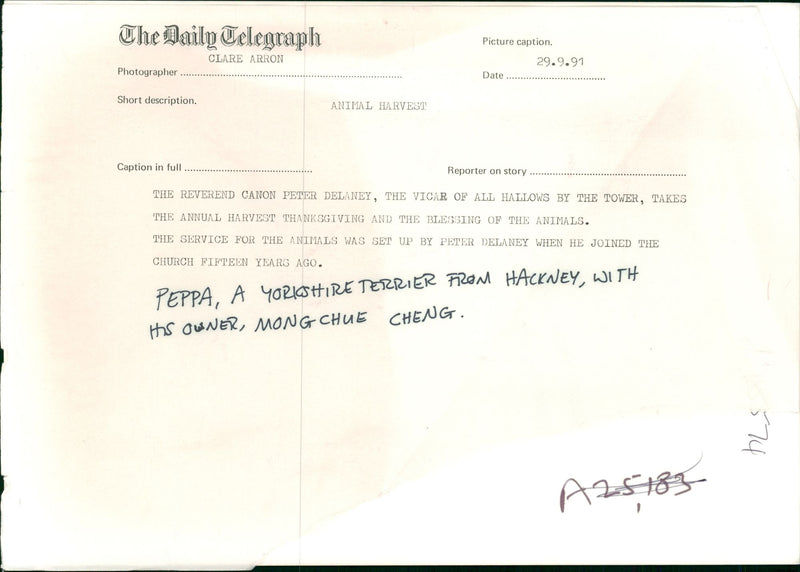 The Daily Telegraph
Picture caption.
CLARE ARRON
Photographer
29.9.91
Date
Short description.
ANIMAL HARVEST
Caption in full
Reporter on story
THE REVEREND CANON PETER DELANEY, THE VICAR OF ALL HALLOWS BY THE TOWER, TAKES
THE ANNUAL HARVEST THANKSGIVING AND THE BLESSING OF THE ANIMALS.
THE SERVICE FOR THE ANIMALS WAS SET UP BY PETER DELANEY WHEN HE JOINED THE
CHURCH FIFTEEN YEARS AGO.
PEPPA, A YORKSHIRE TERRIER FROM HACKNEY, WITH
HIS OWNER, MONG CHUE CHENG.
A25,183